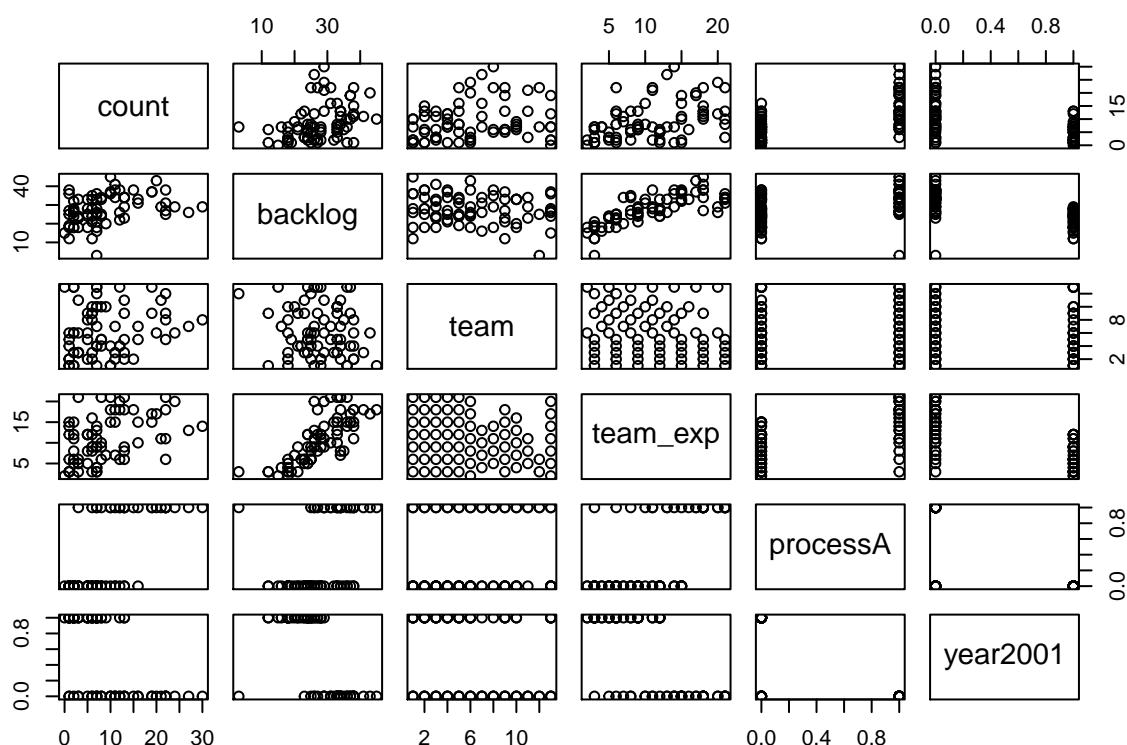 10 30
5 10 20
0.0 0.4 0.8
count
0 15
10 40
backlog
team
2 8
5 15
team_exp
processA
0.0 0.8
0.0 0.8
year2001
0 10 20 30
2 6 10
0.0 0.4 0.8